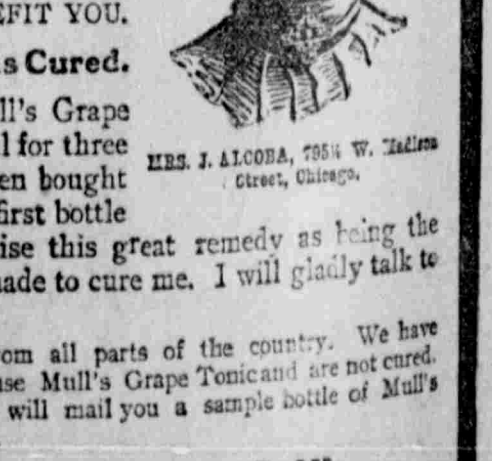 EFIT YOU.
s Cured.
ll's Grape
l for three
en bought
first bottle
MRS. J. ALCOBA, 795½ W. Madison
Street, Chicago.
ise this great remedy as being the
ade to cure me. I will gladly talk to
om all parts of the country. We have
se Mull's Grape Tonic and are not cured.
will mail you a sample bottle of Mull's